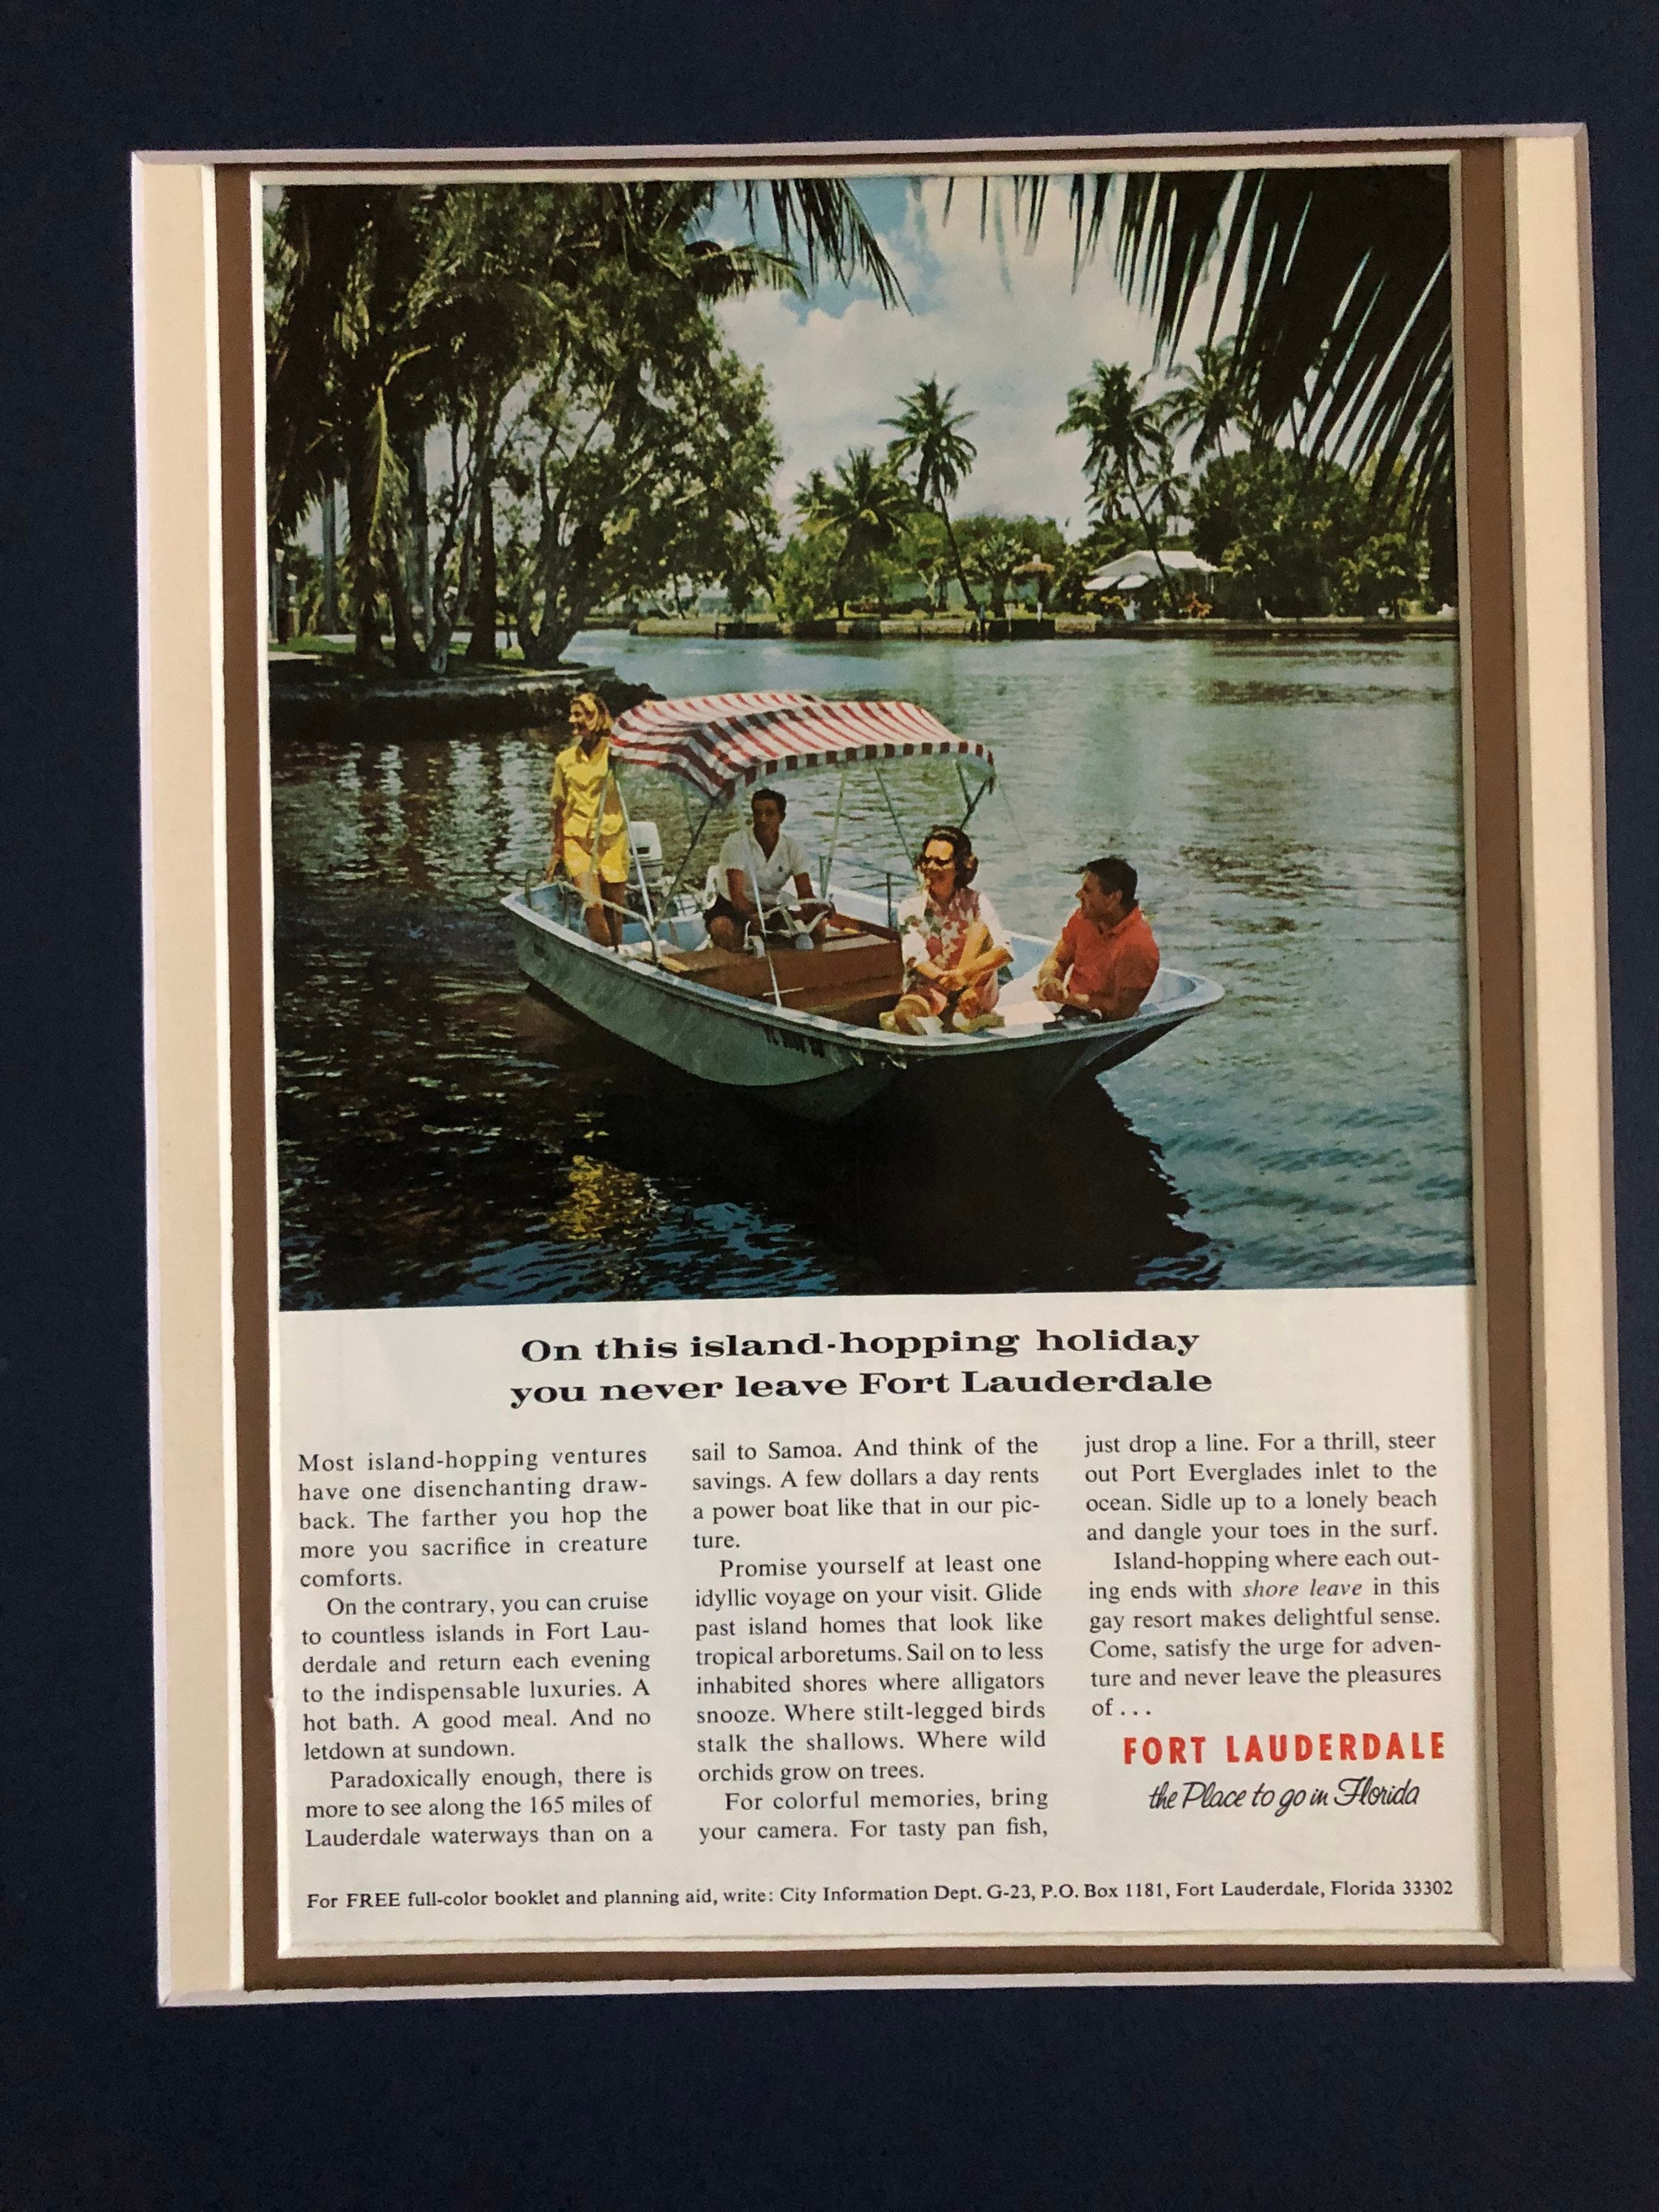 On this island-hopping holiday
you never leave Fort Lauderdale
Most island-hopping ventures
have one disenchanting draw-
back. The farther you hop the
more you sacrifice in creature
comforts.
On the contrary, you can cruise
to countless islands in Fort Lau-
derdale and return each evening
to the indispensable luxuries. A
hot bath. A good meal. And no
letdown at sundown.
Paradoxically enough, there is
more to see along the 165 miles of
Lauderdale waterways than on a
sail to Samoa. And think of the
savings. A few dollars a day rents
a power boat like that in our pic-
ture.
Promise yourself at least one
idyllic voyage on your visit. Glide
past island homes that look like
tropical arboretums. Sail on to less
inhabited shores where alligators
snooze. Where stilt-legged birds
stalk the shallows. Where wild
orchids grow on trees.
For colorful memories, bring
your camera. For tasty pan fish,
just drop a line. For a thrill, steer
out Port Everglades inlet to the
ocean. Sidle up to a lonely beach
and dangle your toes in the surf.
Island-hopping where each out-
ing ends with shore leave in this
gay resort makes delightful sense.
Come, satisfy the urge for adven-
ture and never leave the pleasures
of . . .
FORT LAUDERDALE
the Place to go in Florida
For FREE full-color booklet and planning aid, write: City Information Dept. G-23, P.O. Box 1181, Fort Lauderdale, Florida 33302